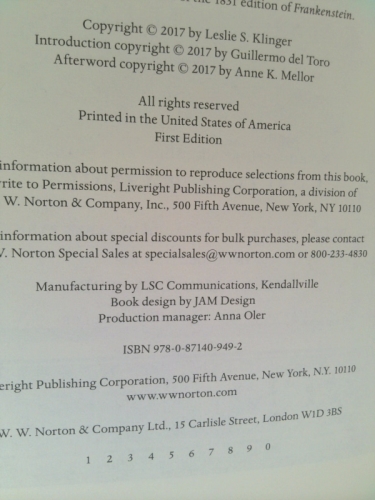 the 1831 edition of Frankenstein.
Copyright © 2017 by Leslie S. Klinger
Introduction copyright © 2017 by Guillermo del Toro
Afterword copyright © 2017 by Anne K. Mellor
All rights reserved
Printed in the United States of America
First Edition
information about permission to reproduce selections from this book,
rite to Permissions, Liveright Publishing Corporation, a division of
W. Norton & Company, Inc., 500 Fifth Avenue, New York, NY 10110
information about special discounts for bulk purchases, please contact
W. Norton Special Sales at specialsales@wwnorton.com or 800-233-4830
Manufacturing by LSC Communications, Kendallville
Book design by JAM Design
Production manager: Anna Oler
ISBN 978-0-87140-949-2
eright Publishing Corporation, 500 Fifth Avenue, New York, N.Y. 10110
www.wwnorton.com
W. W. Norton & Company Ltd., 15 Carlisle Street, London W1D 3BS
1 2 3 4 5 6 7 8 9 0